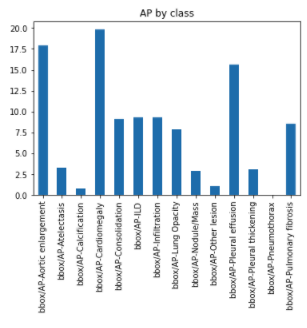 AP by class
20.0
17.5
15.0
12.5
10.0
7.5
5.0
2.5
0.0
bbox/AP-Aortic enlargement
bbox/AP-Atelectasis
bbox/AP-Calcification
bbox/AP-Cardiomegaly
bbox/AP-Consolidation
bbox/AP-ILD
bbox/AP-Infiltration
bbox/AP-Lung Opacity
bbox/AP-Nodule/Mass
bbox/AP-Other lesion
bbox/AP-Pleural effusion
bbox/AP-Pleural thickening
bbox/AP-Pneumothorax
bbox/AP-Pulmonary fibrosis